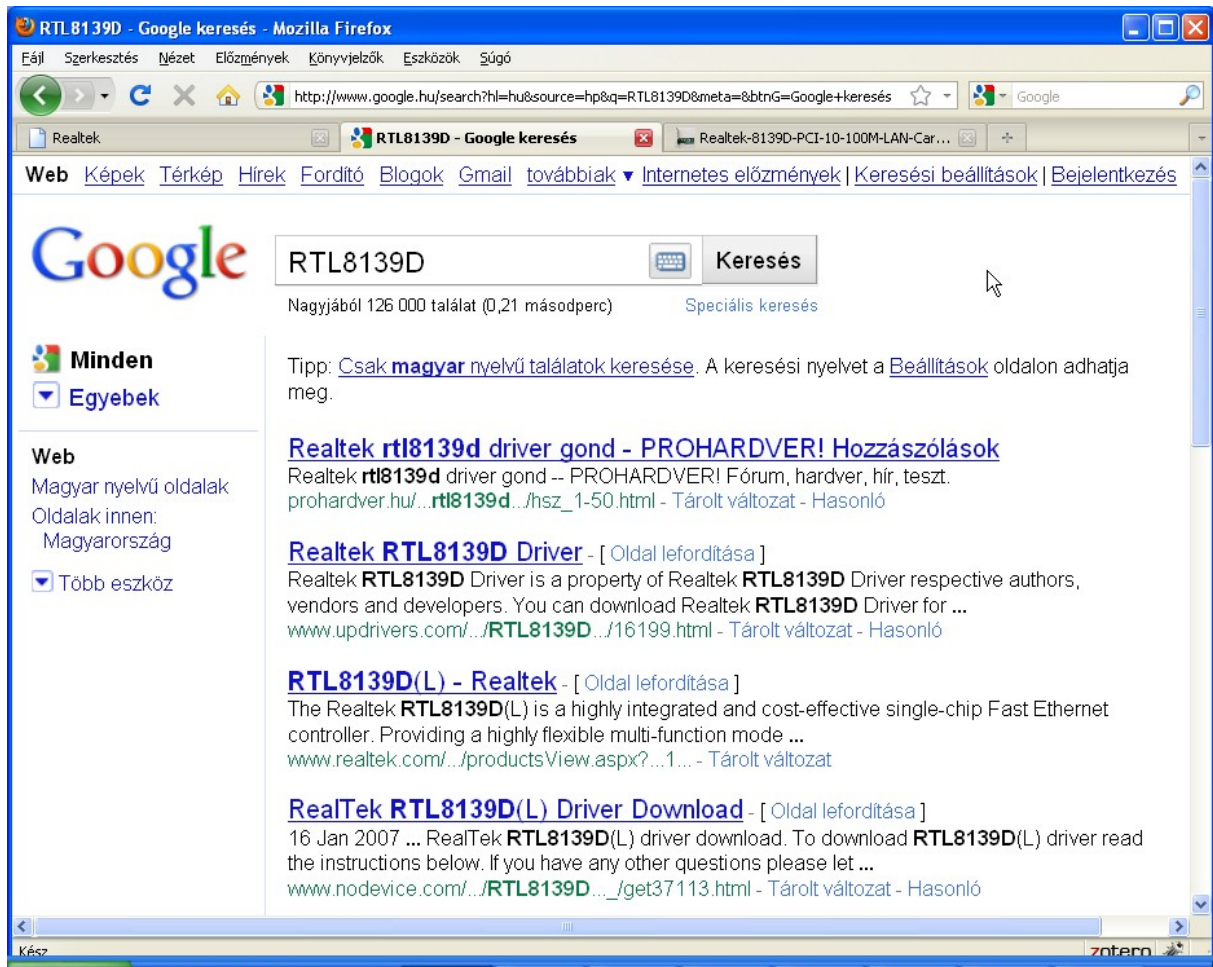 RTL8139D - Google keresés - Mozilla Firefox
Fájl Szerkesztés Nézet Előzmények Könyvjelzők Eszközök Súgó
http://www.google.hu/search?hl=hu&source=hp&q=RTL8139D&meta=&btnG=Google+keresés Google
Realtek RTL8139D - Google keresés Realtek-8139D-PCI-10-100M-LAN-Car...
Web Képek Térkép Hírek Fordító Blogok Gmail továbbiak ▼ Internetes előzmények | Keresési beállítások | Bejelentkezés
Google RTL8139D Keresés
Nagyjából 126 000 találat (0,21 másodperc) Speciális keresés
Minden
Egyebek
Web
Magyar nyelvű oldalak
Oldalak innen:
Magyarország
Több eszköz
Tipp: Csak magyar nyelvű találatok keresése. A keresési nyelvet a Beállítások oldalon adhatja
meg.
Realtek rtl8139d driver gond - PROHARDVER! Hozzászólások
Realtek rtl8139d driver gond -- PROHARDVER! Fórum, hardver, hír, teszt.
prohardver.hu/...rtl8139d.../hsz_1-50.html - Tárolt változat - Hasonló
Realtek RTL8139D Driver - [ Oldal lefordítása ]
Realtek RTL8139D Driver is a property of Realtek RTL8139D Driver respective authors,
vendors and developers. You can download Realtek RTL8139D Driver for ...
www.updrivers.com/.../RTL8139D.../16199.html - Tárolt változat - Hasonló
RTL8139D(L) - Realtek - [ Oldal lefordítása ]
The Realtek RTL8139D(L) is a highly integrated and cost-effective single-chip Fast Ethernet
controller. Providing a highly flexible multi-function mode ...
www.realtek.com/.../productsView.aspx?...1... - Tárolt változat
RealTek RTL8139D(L) Driver Download - [ Oldal lefordítása ]
16 Jan 2007 ... RealTek RTL8139D(L) driver download. To download RTL8139D(L) driver read
the instructions below. If you have any other questions please let ...
www.nodevice.com/.../RTL8139D..._/get37113.html - Tárolt változat - Hasonló
Kész zotero